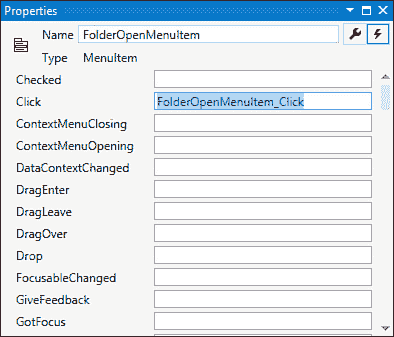 Properties
Name FolderOpenMenuItem
Type MenuItem
Checked
Click FolderOpenMenuItem_Click
ContextMenuClosing
ContextMenuOpening
DataContextChanged
DragEnter
DragLeave
DragOver
Drop
FocusableChanged
GiveFeedback
GotFocus